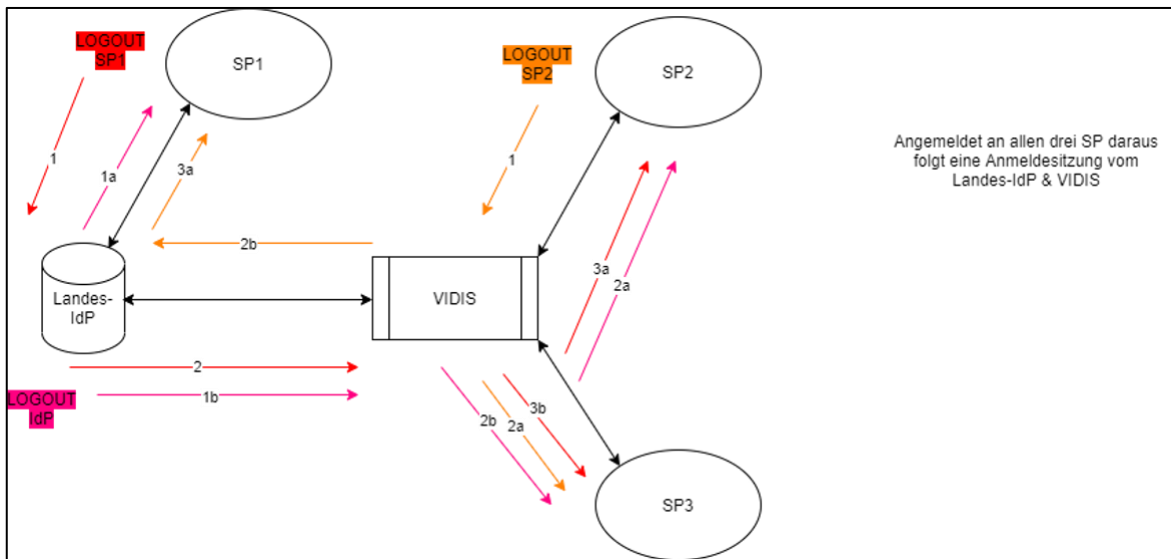 LOGOUT
SP1
SP1
LOGOUT
SP2
SP2
Angemeldet an allen drei SP daraus
folgt eine Anmeldesitzung vom
Landes-IdP & VIDIS
1
1a
3a
1
2b
3a
2a
Landes-
IdP
VIDIS
2
1b
LOGOUT
IdP
2b
2a
3b
SP3